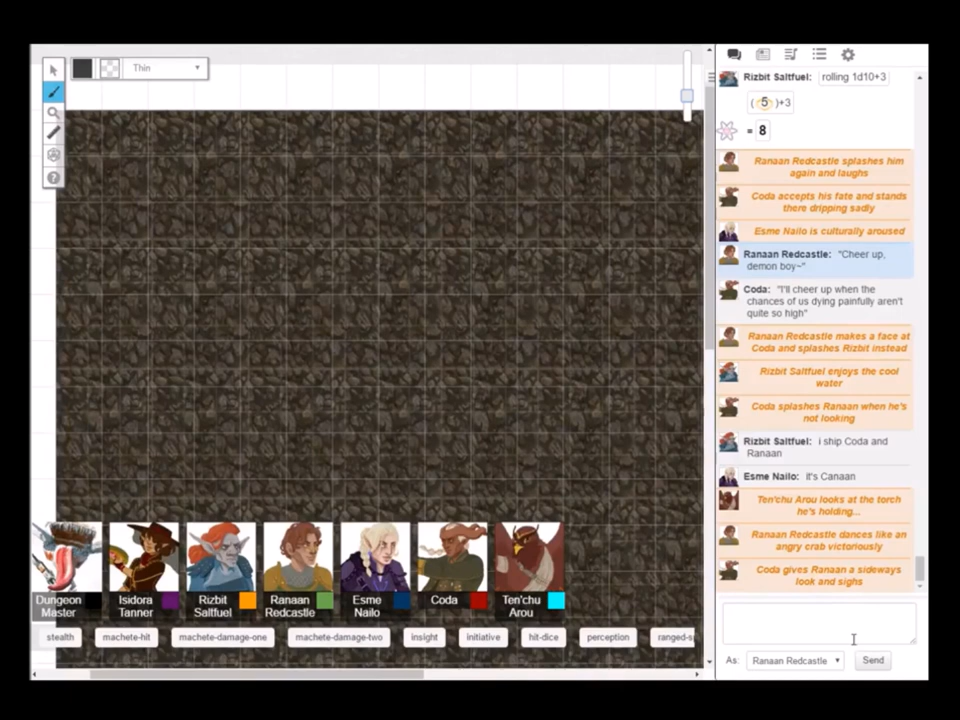 Thin
Rizbit Saltfuel: rolling 1d10+3
( 5 )+3
= 8
Ranaan Redcastle splashes him
again and laughs
Coda accepts his fate and stands
there dripping sadly
Esme Nailo is culturally aroused
Ranaan Redcastle: "Cheer up,
demon boy~"
Coda: "I'll cheer up when the
chances of us dying painfully aren't
quite so high"
Ranaan Redcastle makes a face at
Coda and splashes Rizbit instead
Rizbit Saltfuel enjoys the cool
water
Coda splashes Ranaan when he's
not looking
Rizbit Saltfuel: i ship Coda and
Ranaan
Esme Nailo: it's Canaan
Ten'chu Arou looks at the torch
he's holding...
Ranaan Redcastle dances like an
angry crab victoriously
Coda gives Ranaan a sideways
look and sighs
Dungeon
Master
Isidora
Tanner
Rizbit
Saltfuel
Ranaan
Redcastle
Esme
Nailo
Coda
Ten'chu
Arou
stealth machete-hit machete-damage-one machete-damage-two insight initiative hit-dice perception
As: Ranaan Redcastle Send